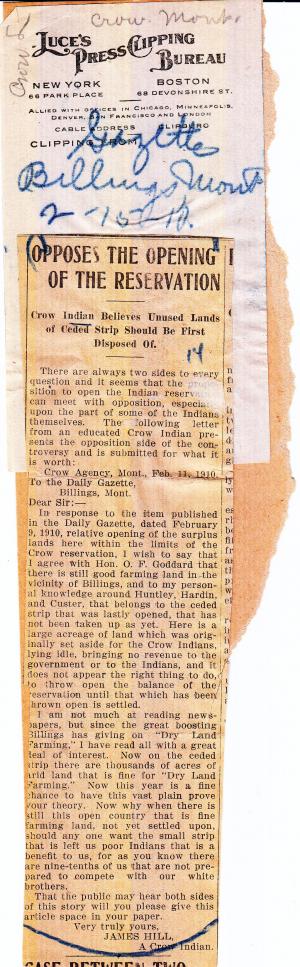 Crow. Mont.
LUCE'S
PRESS CLIPPING
BUREAU
NEW YORK BOSTON
66 PARK PLACE 68 DEVONSHIRE ST.
ALLIED WITH OFFICES IN CHICAGO, MINNEAPOLIS,
DENVER, SAN FRANCISCO AND LONDON
CABLE ADDRESS CLIPBURO
CLIPPING FROM
Gazette
Billings Mont
2-15-10.
OPPOSES THE OPENING
OF THE RESERVATION
Crow Indian Believes Unused Lands
of Ceded Strip Should Be First
Disposed Of.
14
There are always two sides to every
question and it seems that the propo-
sition to open the Indian reservation
can meet with opposition, especially
upon the part of some of the Indians
themselves. The following letter
from an educated Crow Indian pre-
sents the opposition side of the con-
troversy and is submitted for what it
is worth:
Crow Agency, Mont., Feb. 11, 1910.
To the Daily Gazette,
Billings, Mont.
Dear Sir:—
In response to the item published
in the Daily Gazette, dated February
9, 1910, relative opening of the surplus
lands here within the limits of the
Crow reservation, I wish to say that
I agree with Hon. O. F. Goddard that
there is still good farming land in the
vicinity of Billings, and to my person-
al knowledge around Huntley, Hardin,
and Custer, that belongs to the ceded
strip that was lastly opened, that has
not been taken up as yet. Here is a
large acreage of land which was orig-
inally set aside for the Crow Indians,
lying idle, bringing no revenue to the
government or to the Indians, and it
does not appear the right thing to do,
to throw open the balance of the
reservation until that which has been
thrown open is settled.
I am not much at reading news-
papers, but since the great boosting
Billings has giving on "Dry Land
Farming," I have read all with a great
deal of interest. Now on the ceded
strip there are thousands of acres of
arid land that is fine for "Dry Land
Farming." Now this year is a fine
chance to have this vast plain prove
your theory. Now why when there is
still this open country that is fine
farming land, not yet settled upon,
should any one want the small strip
that is left us poor Indians that is a
benefit to us, for as you know there
are nine-tenths of us that are not pre-
pared to compete with our white
brothers.
That the public may hear both sides
of this story will you please give this
article space in your paper.
Very truly yours,
JAMES HILL,
A Crow Indian.
CASE BETWEEN TWO